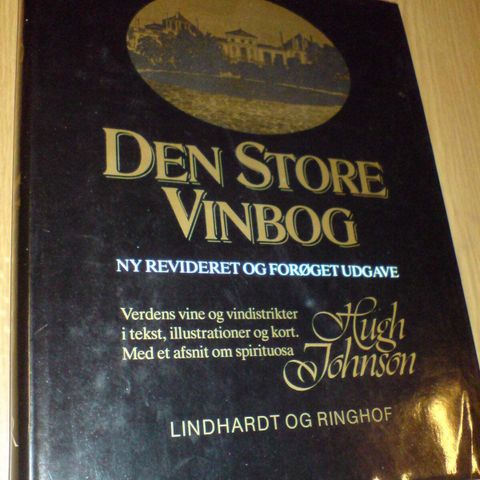 DEN STORE
VINBOG
NY REVIDERET OG FORØGET UDGAVE
Verdens vine og vindistrikter
i tekst, illustrationer og kort.
Med et afsnit om spirituosa
Hugh
Johnson
LINDHARDT OG RINGHOF